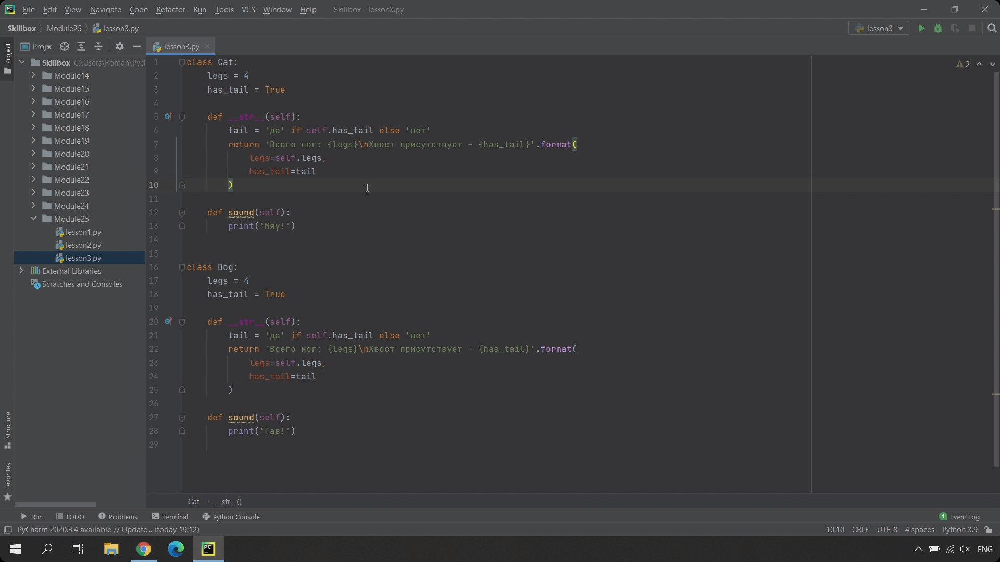 PC File Edit View Navigate Code Refactor Run Tools VCS Window Help Skillbox - lesson3.py
Skillbox Module25 lesson3.py lesson3
Project
Proj
lesson3.py
Skillbox C:\Users\Roman\Pycl
Module14
Module15
Module16
Module17
Module18
Module19
Module20
Module21
Module22
Module23
Module24
Module25
lesson1.py
lesson2.py
lesson3.py
External Libraries
Scratches and Consoles
Structure
Favorites
2
1 class Cat:
2 legs = 4
3 has_tail = True
4
5 def __str__(self):
6 tail = 'да' if self.has_tail else 'нет'
7 return 'Всего ног: {legs}\nХвост присутствует - {has_tail}'.format(
8 legs=self.legs,
9 has_tail=tail
10 )
11
12 def sound(self):
13 print('Мяу!')
14
15
16 class Dog:
17 legs = 4
18 has_tail = True
19
20 def __str__(self):
21 tail = 'да' if self.has_tail else 'нет'
22 return 'Всего ног: {legs}\nХвост присутствует - {has_tail}'.format(
23 legs=self.legs,
24 has_tail=tail
25 )
26
27 def sound(self):
28 print('Гав!')
29
Cat __str__()
Run TODO Problems Terminal Python Console 1 Event Log
PyCharm 2020.3.4 available // Update... (today 19:12) 10:10 CRLF UTF-8 4 spaces Python 3.9
PC ENG